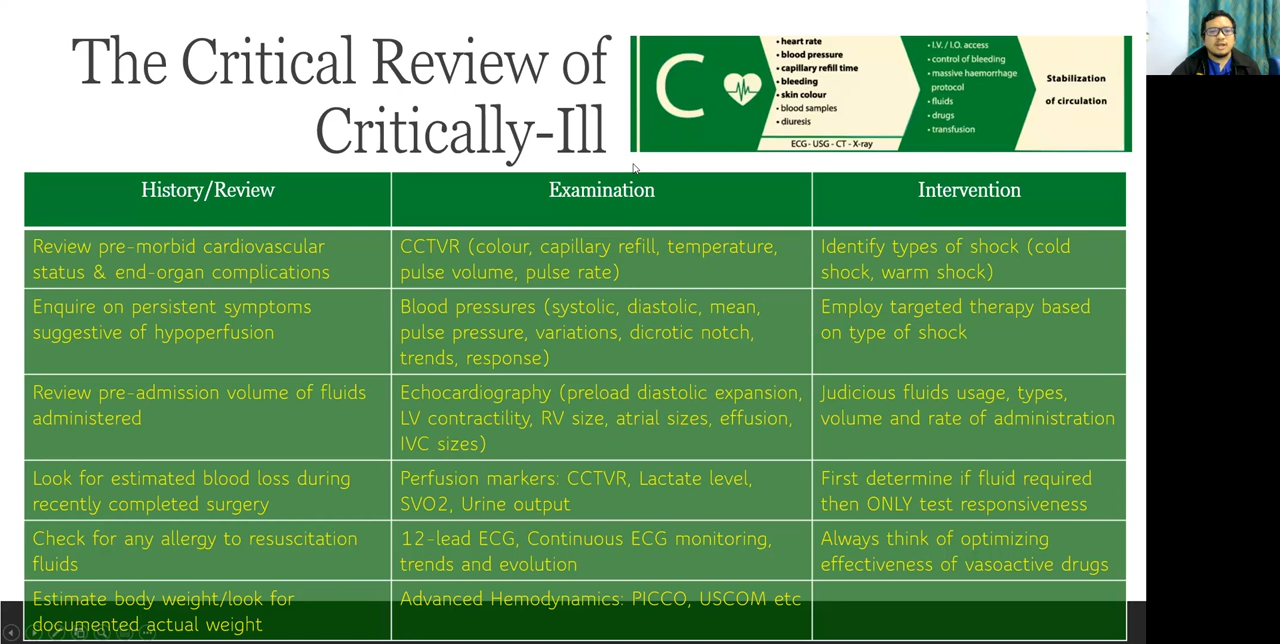 The Critical Review of
Critically-Ill
C
• heart rate
• blood pressure
• capillary refill time
• bleeding
• skin colour
• blood samples
• diuresis
• I.V. / I.O. access
• control of bleeding
• massive haemorrhage
protocol
• fluids
• drugs
• transfusion
Stabilization
of circulation
ECG - USG - CT - X-ray
History/Review
Examination
Intervention
Review pre-morbid cardiovascular
status & end-organ complications
CCTVR (colour, capillary refill, temperature,
pulse volume, pulse rate)
Identify types of shock (cold
shock, warm shock)
Enquire on persistent symptoms
suggestive of hypoperfusion
Blood pressures (systolic, diastolic, mean,
pulse pressure, variations, dicrotic notch,
trends, response)
Employ targeted therapy based
on type of shock
Review pre-admission volume of fluids
administered
Echocardiography (preload diastolic expansion,
LV contractility, RV size, atrial sizes, effusion,
IVC sizes)
Judicious fluids usage, types,
volume and rate of administration
Look for estimated blood loss during
recently completed surgery
Perfusion markers: CCTVR, Lactate level,
SVO2, Urine output
First determine if fluid required
then ONLY test responsiveness
Check for any allergy to resuscitation
fluids
12-lead ECG, Continuous ECG monitoring,
trends and evolution
Always think of optimizing
effectiveness of vasoactive drugs
Estimate body weight/look for
documented actual weight
Advanced Hemodynamics: PICCO, USCOM etc